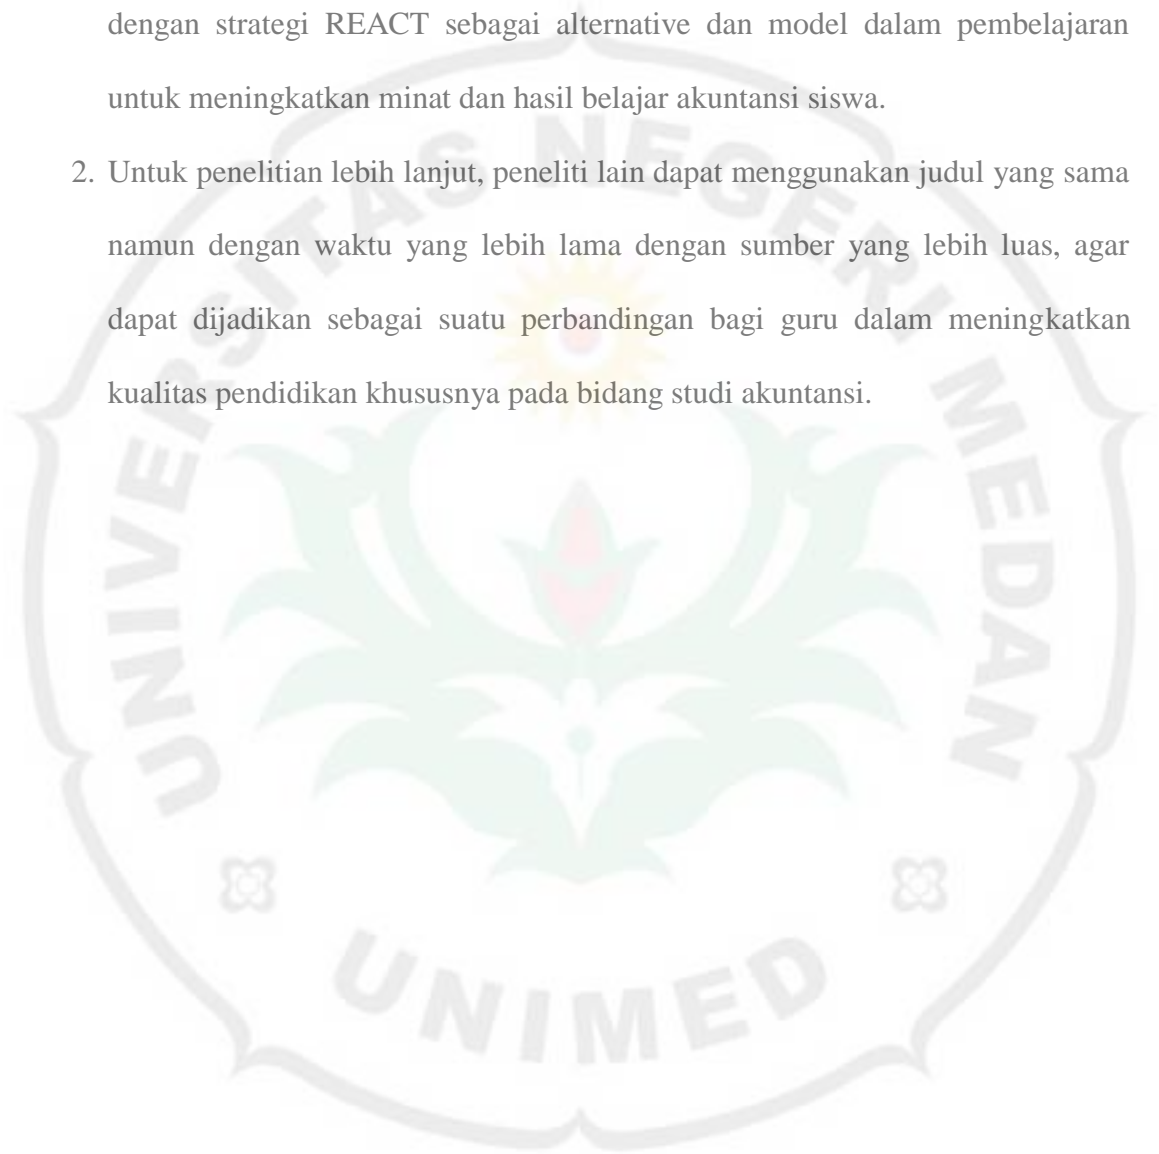 dengan strategi REACT sebagai alternative dan model dalam pembelajaran
untuk meningkatkan minat dan hasil belajar akuntansi siswa.
2. Untuk penelitian lebih lanjut, peneliti lain dapat menggunakan judul yang sama
namun dengan waktu yang lebih lama dengan sumber yang lebih luas, agar
dapat dijadikan sebagai suatu perbandingan bagi guru dalam meningkatkan
kualitas pendidikan khususnya pada bidang studi akuntansi.
UNIVERSITAS NEGERI MEDAN
UNIMED